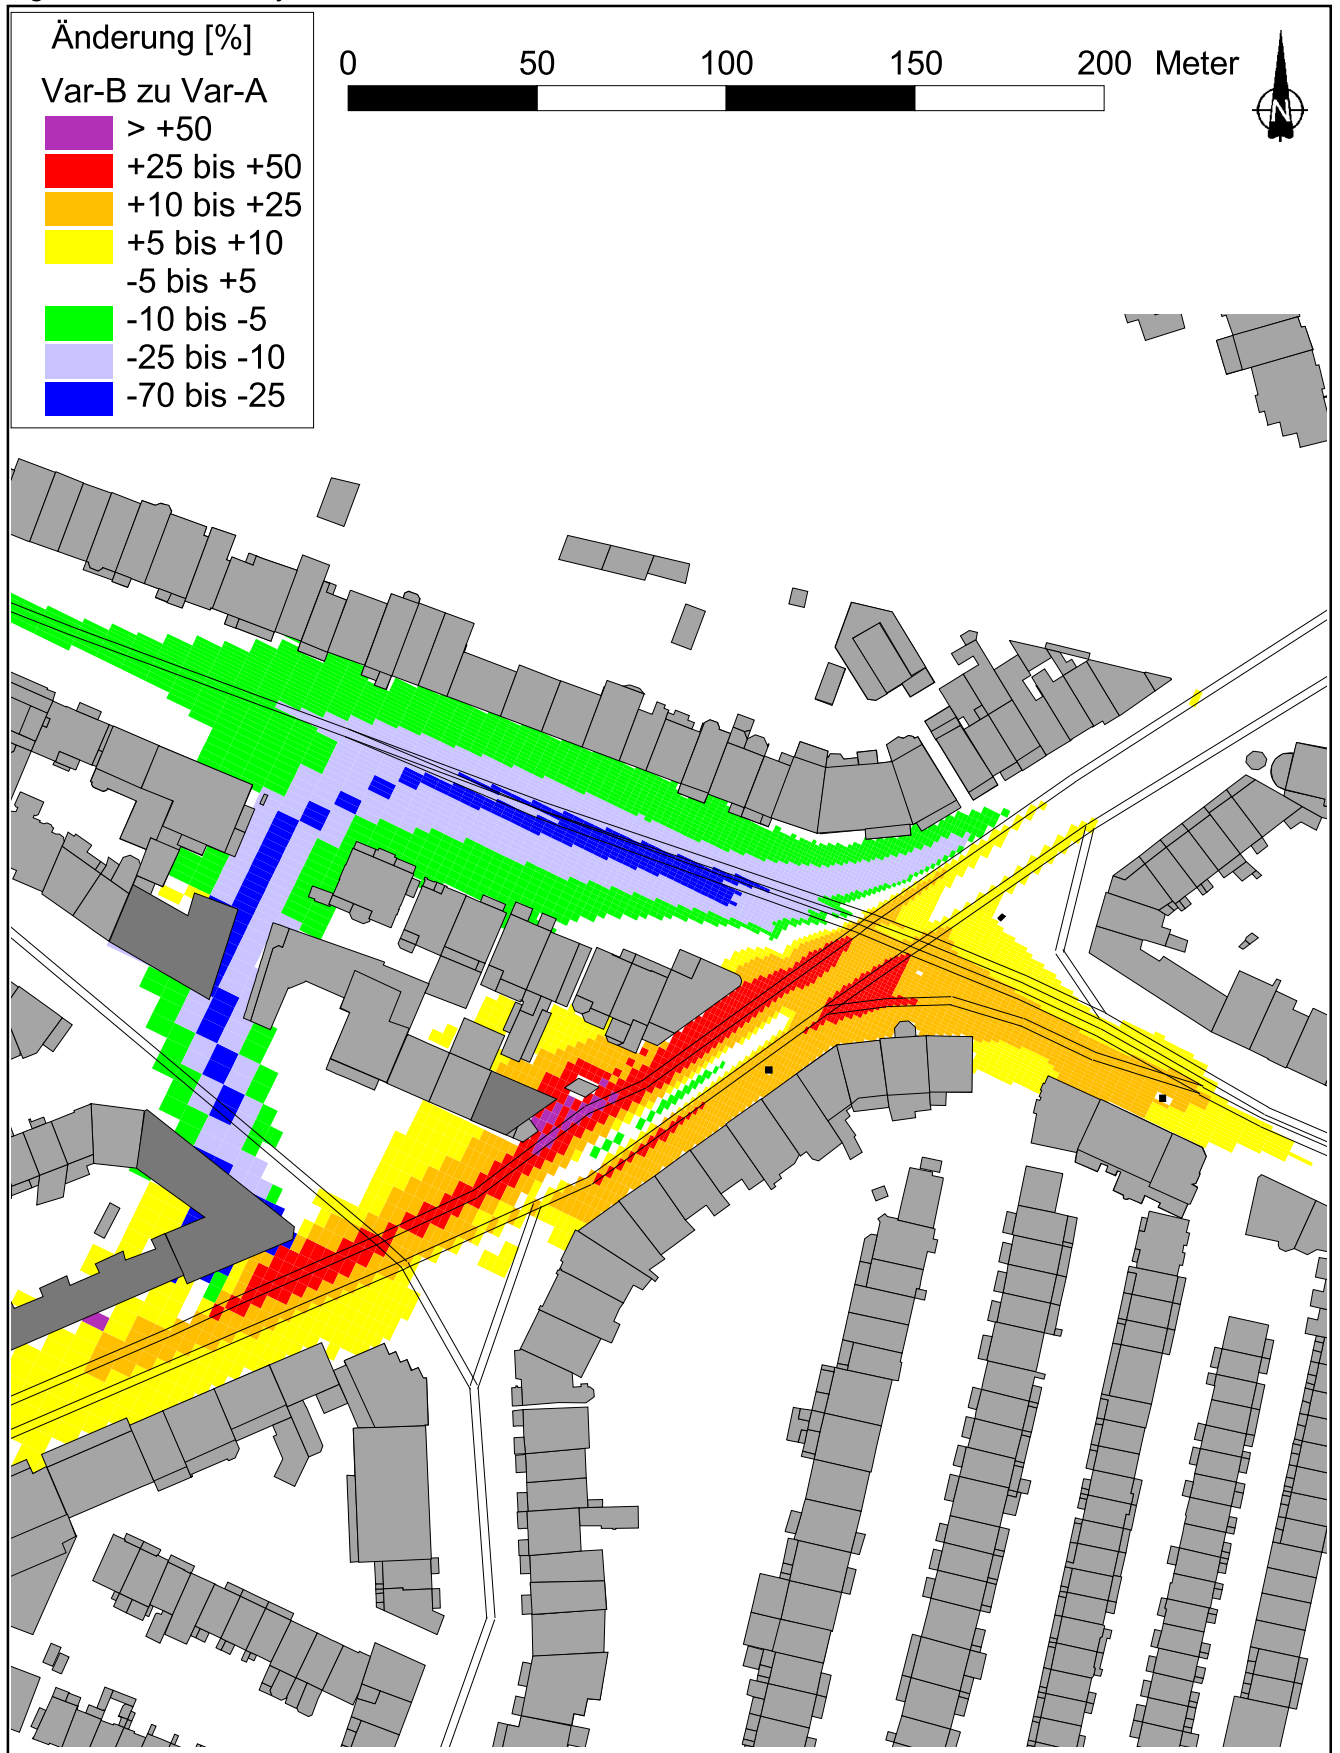 Änderung [%]
Var-B zu Var-A
> +50
+25 bis +50
+10 bis +25
+5 bis +10
-5 bis +5
-10 bis -5
-25 bis -10
-70 bis -25
0 50 100 150 200 Meter
N